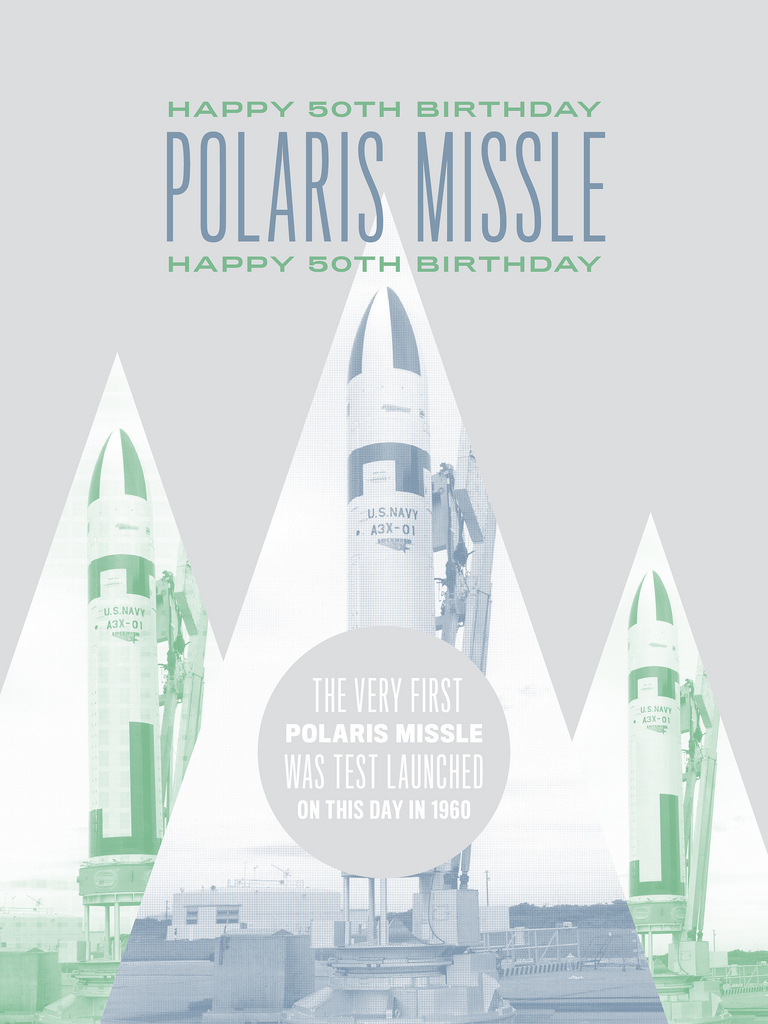 HAPPY 50TH BIRTHDAY
POLARIS MISSLE
HAPPY 50TH BIRTHDAY
U.S.NAVY
A3X-01
U.S.NAVY
A3X-01
U.S.NAVY
A3X-01
THE VERY FIRST
POLARIS MISSLE
WAS TEST LAUNCHED
ON THIS DAY IN 1960